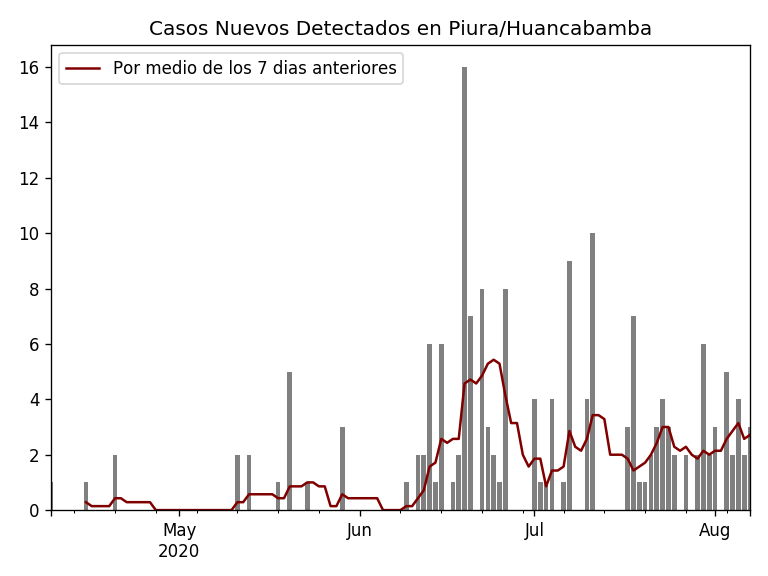 Casos Nuevos Detectados en Piura/Huancabamba
Por medio de los 7 dias anteriores
16
14
12
10
8
6
4
2
0
May
2020
Jun
Jul
Aug